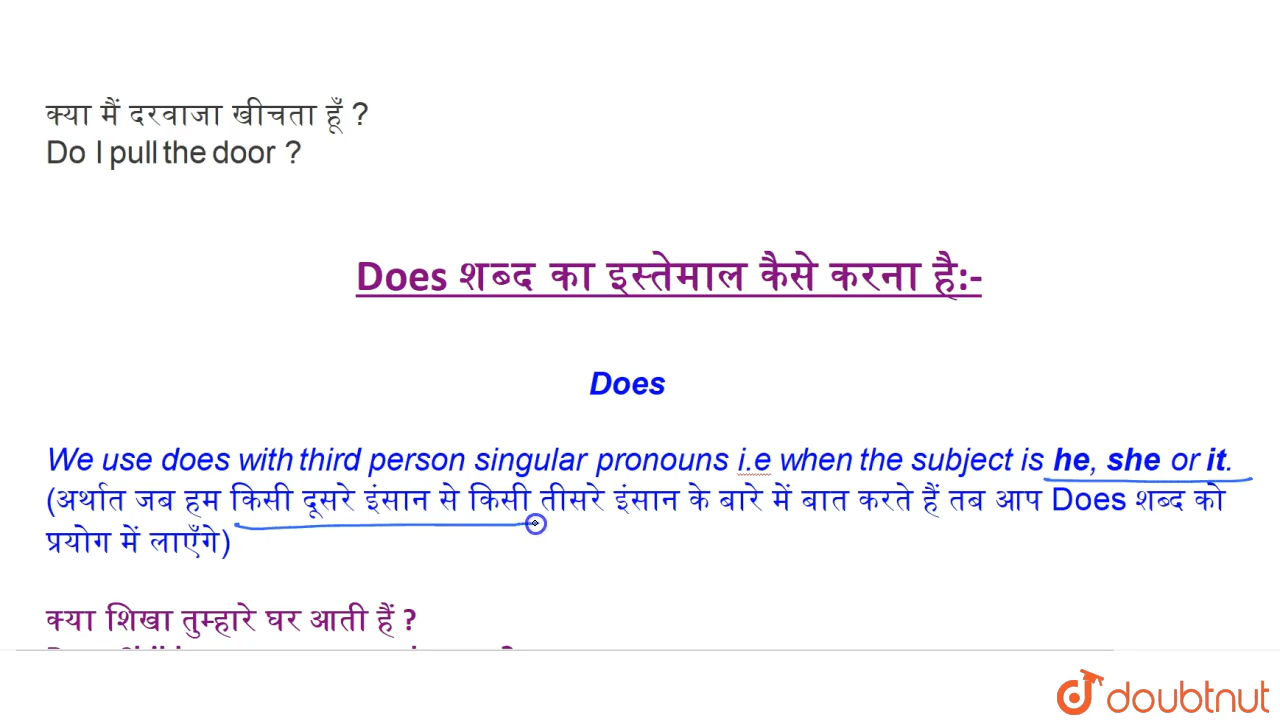 क्या मैं दरवाजा खीचता हूँ ?
Do I pull the door ?
Does शब्द का इस्तेमाल कैसे करना है:-
Does
We use does with third person singular pronouns i.e when the subject is he, she or it.
(अर्थात जब हम किसी दूसरे इंसान से किसी तीसरे इंसान के बारे में बात करते हैं तब आप Does शब्द को
प्रयोग में लाएँगे)
क्या शिखा तुम्हारे घर आती हैं ?
doubtnut